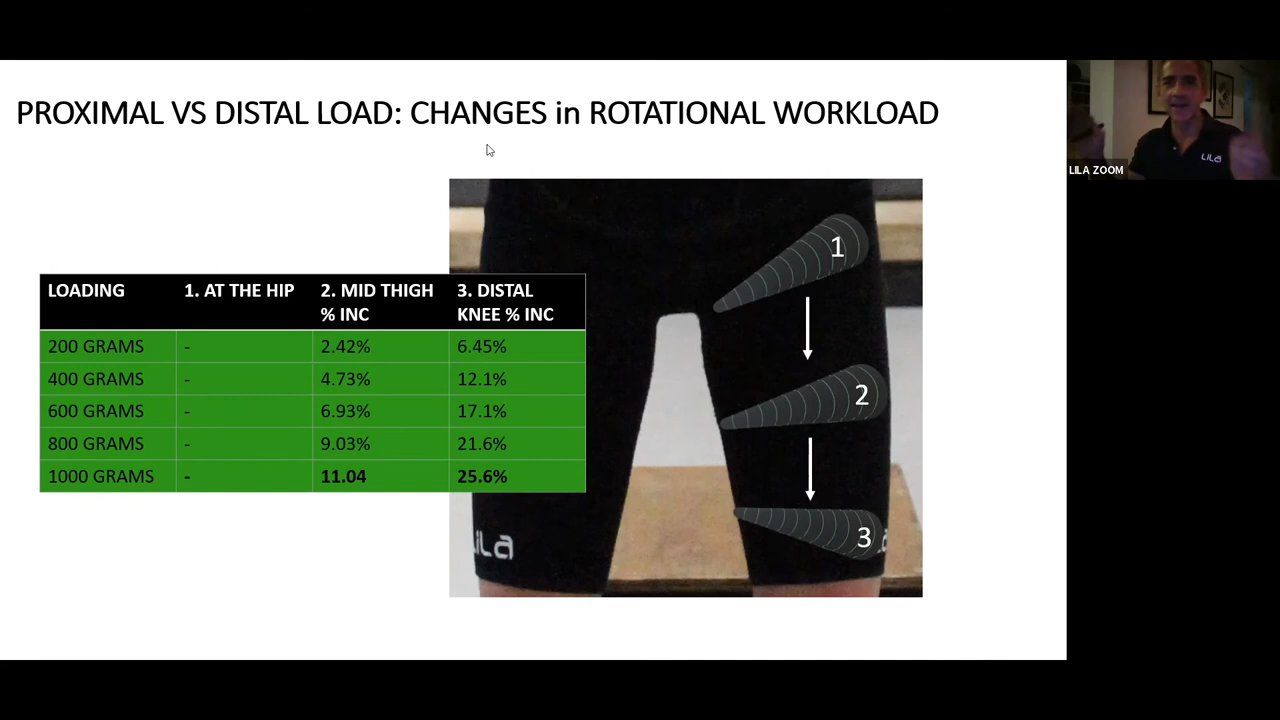 PROXIMAL VS DISTAL LOAD: CHANGES in ROTATIONAL WORKLOAD
LILA
LILA ZOOM
LOADING 1. AT THE HIP 2. MID THIGH % INC 3. DISTAL KNEE % INC
200 GRAMS - 2.42% 6.45%
400 GRAMS - 4.73% 12.1%
600 GRAMS - 6.93% 17.1%
800 GRAMS - 9.03% 21.6%
1000 GRAMS - 11.04 25.6%
1
2
3
LILA